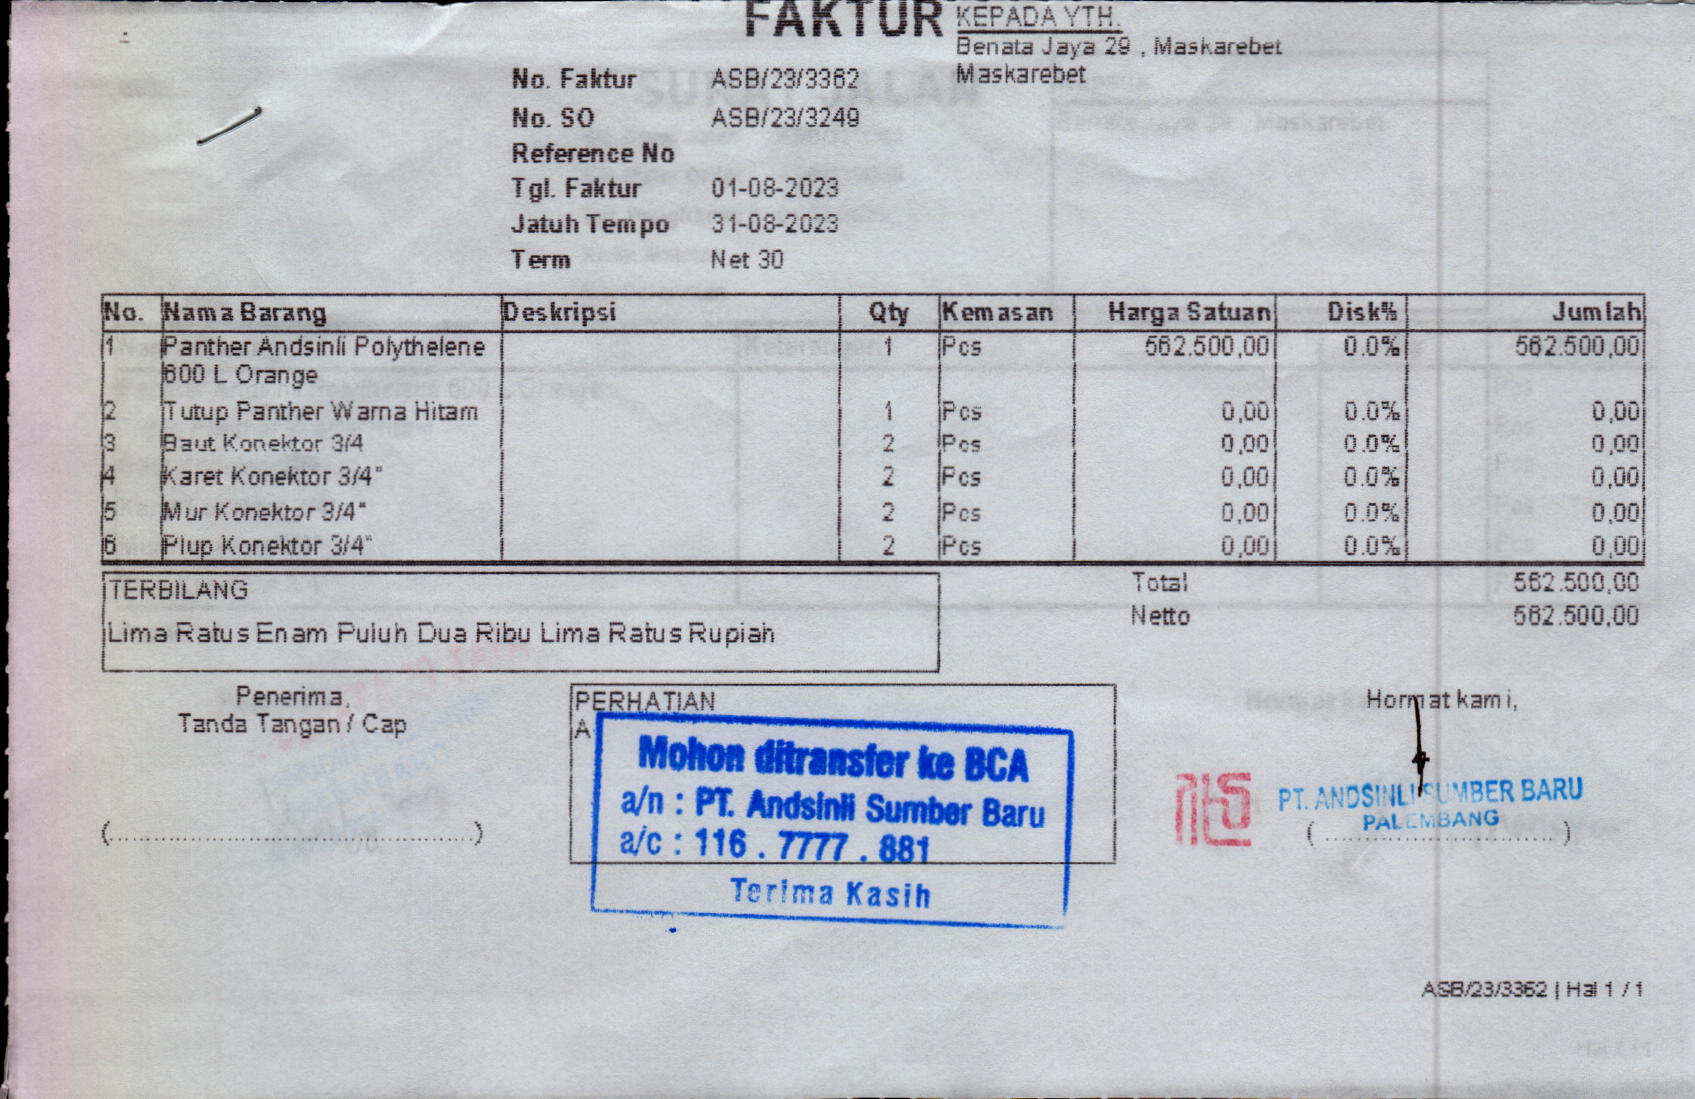 FAKTUR
KEPADA YTH.
Benata Jaya 29 , Maskarebet
Maskarebet
No. Faktur ASB/23/3362
No. SO ASB/23/3249
Reference No
Tgl. Faktur 01-08-2023
Jatuh Tempo 31-08-2023
Term Net 30
No. Nama Barang Deskripsi Qty Kemasan Harga Satuan Disk% Jumlah
1 Panther Andsinli Polythelene 1 Pcs 562.500,00 0.0% 562.500,00
600 L Orange
2 Tutup Panther Warna Hitam 1 Pcs 0,00 0.0% 0,00
3 Baut Konektor 3/4 2 Pcs 0,00 0.0% 0,00
4 Karet Konektor 3/4" 2 Pcs 0,00 0.0% 0,00
5 Mur Konektor 3/4" 2 Pcs 0,00 0.0% 0,00
6 Plup Konektor 3/4" 2 Pcs 0,00 0.0% 0,00
TERBILANG
Lima Ratus Enam Puluh Dua Ribu Lima Ratus Rupiah
Total 562.500,00
Netto 562.500,00
Penerima,
Tanda Tangan / Cap
(..........................................................)
PERHATIAN
A
Mohon ditransfer ke BCA
a/n : PT. Andsinli Sumber Baru
a/c : 116 . 7777 . 881
Terima Kasih
Hormat kami,
PT. ANDSINLI SUMBER BARU
PALEMBANG
( ........................................ )
ASB/23/3362 | Hal 1 / 1